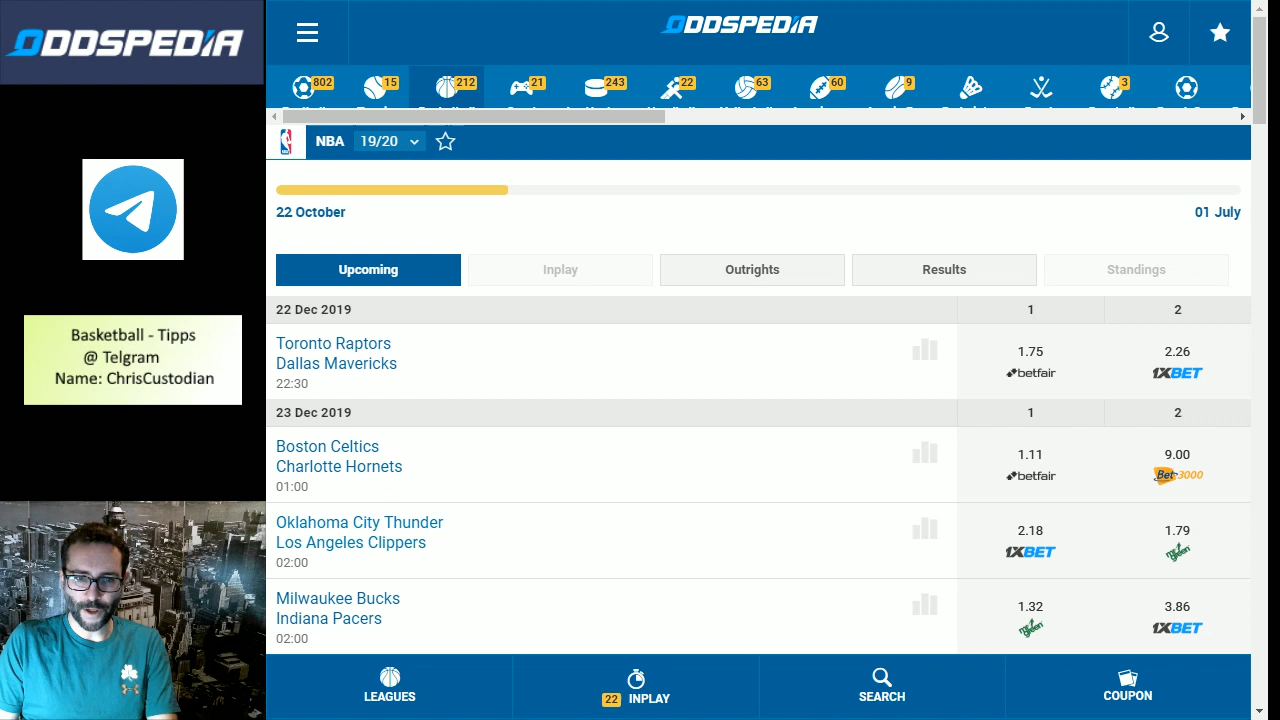 ODDSPEDIA
Basketball - Tipps
@ Telgram
Name: ChrisCustodian
ODDSPEDIA
802
15
212
21
243
22
63
60
9
3
NBA 19/20
22 October
01 July
Upcoming
Inplay
Outrights
Results
Standings
22 Dec 2019 1 2
Toronto Raptors
Dallas Mavericks
22:30
1.75 2.26
betfair 1XBET
23 Dec 2019 1 2
Boston Celtics
Charlotte Hornets
01:00
1.11 9.00
betfair Bet3000
Oklahoma City Thunder
Los Angeles Clippers
02:00
2.18 1.79
1XBET mr green
Milwaukee Bucks
Indiana Pacers
02:00
1.32 3.86
mr green 1XBET
LEAGUES
22 INPLAY
SEARCH
COUPON